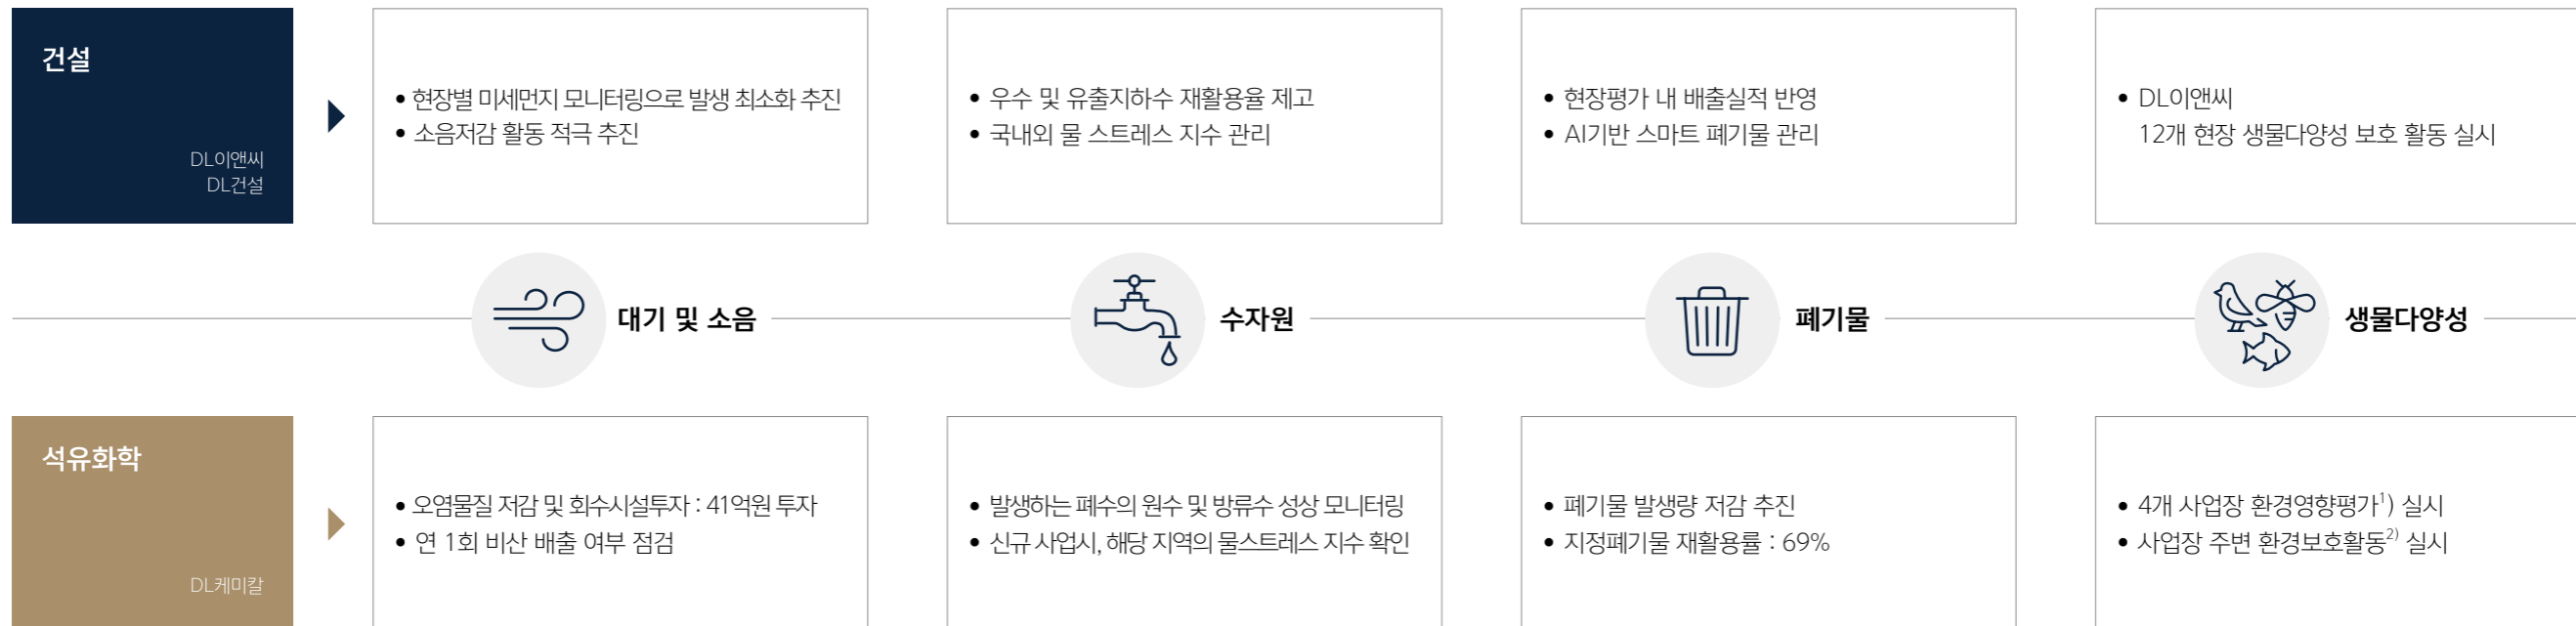 건설
DL이앤씨
DL건설
• 현장별 미세먼지 모니터링으로 발생 최소화 추진
• 소음저감 활동 적극 추진
• 우수 및 유출지하수 재활용율 제고
• 국내외 물 스트레스 지수 관리
• 현장평가 내 배출실적 반영
• AI기반 스마트 폐기물 관리
• DL이앤씨
12개 현장 생물다양성 보호 활동 실시
대기 및 소음
수자원
폐기물
생물다양성
석유화학
DL케미칼
• 오염물질 저감 및 회수시설투자 : 41억원 투자
• 연 1회 비산 배출 여부 점검
• 발생하는 폐수의 원수 및 방류수 성상 모니터링
• 신규 사업시, 해당 지역의 물스트레스 지수 확인
• 폐기물 발생량 저감 추진
• 지정폐기물 재활용률 : 69%
• 4개 사업장 환경영향평가¹) 실시
• 사업장 주변 환경보호활동²⁾ 실시